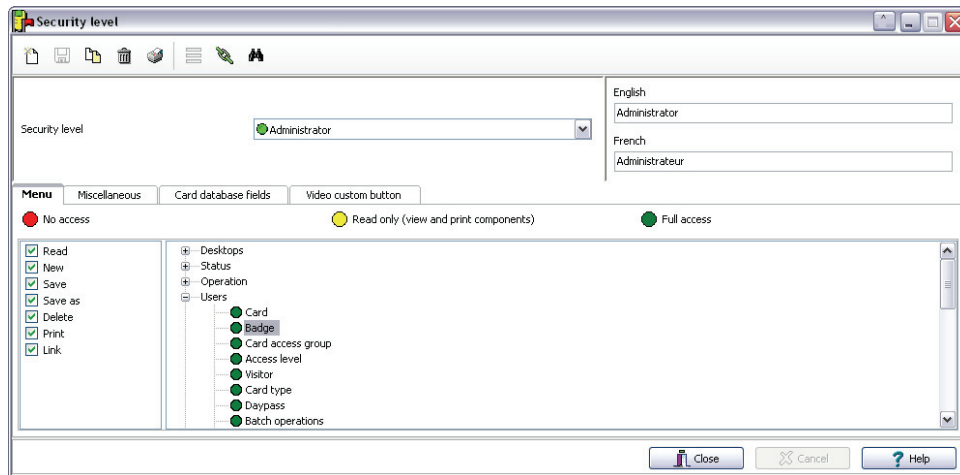 Security level
English
Administrator
Security level
Administrator
French
Administrateur
Menu
Miscellaneous
Card database fields
Video custom button
No access
Read only (view and print components)
Full access
Read
New
Save
Save as
Delete
Print
Link
Desktops
Status
Operation
Users
Card
Badge
Card access group
Access level
Visitor
Card type
Daypass
Batch operations
Close
Cancel
Help